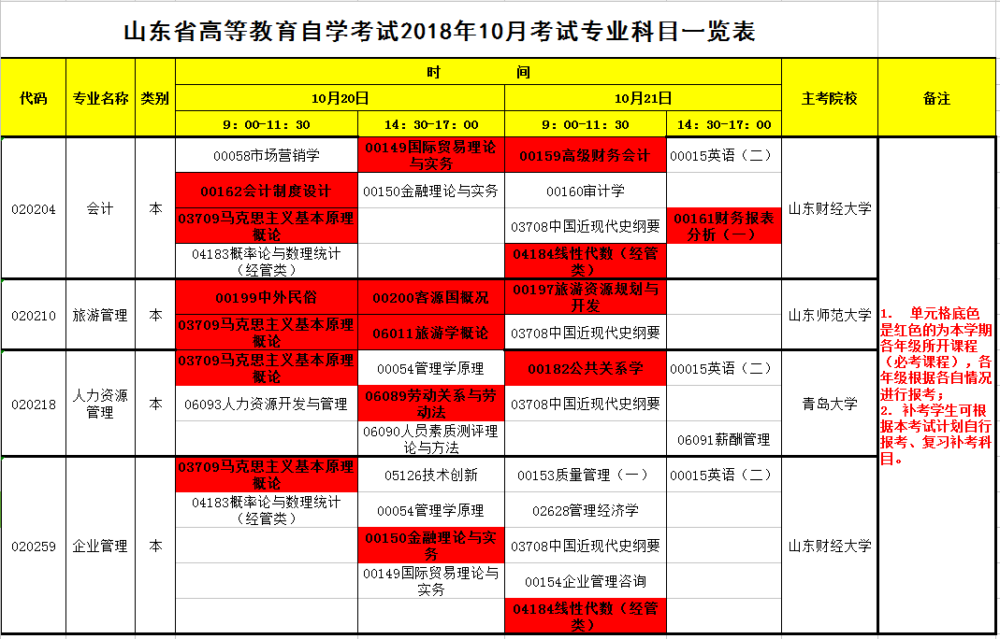 山东省高等教育自学考试2018年10月考试专业科目一览表
代码
专业名称
类别
时 间
主考院校
备注
10月20日
10月21日
9：00-11：30
14：30-17：00
9：00-11：30
14：30-17：00
020204
会计
本
00058市场营销学
00149国际贸易理论
与实务
00159高级财务会计
00015英语（二）
山东财经大学
00162会计制度设计
00150金融理论与实务
00160审计学
03709马克思主义基本原理
概论
03708中国近现代史纲要
00161财务报表
分析（一）
04183概率论与数理统计
（经管类）
04184线性代数（经管
类）
020210
旅游管理
本
00199中外民俗
00200客源国概况
00197旅游资源规划与
开发
山东师范大学
03709马克思主义基本原理
概论
06011旅游学概论
03708中国近现代史纲要
020218
人力资源
管理
本
03709马克思主义基本原理
概论
00054管理学原理
00182公共关系学
00015英语（二）
青岛大学
06093人力资源开发与管理
06089劳动关系与劳
动法
03708中国近现代史纲要
06090人员素质测评理
论与方法
06091薪酬管理
020259
企业管理
本
03709马克思主义基本原理
概论
05126技术创新
00153质量管理（一）
00015英语（二）
山东财经大学
04183概率论与数理统计
（经管类）
00054管理学原理
02628管理经济学
00150金融理论与实
务
03708中国近现代史纲要
00149国际贸易理论与
实务
00154企业管理咨询
04184线性代数（经管
类）
1. 单元格底色
是红色的为本学期
各年级所开课程
（必考课程），各
年级根据各自情况
进行报考；
2. 补考学生可根
据本考试计划自行
报考、复习补考科
目。